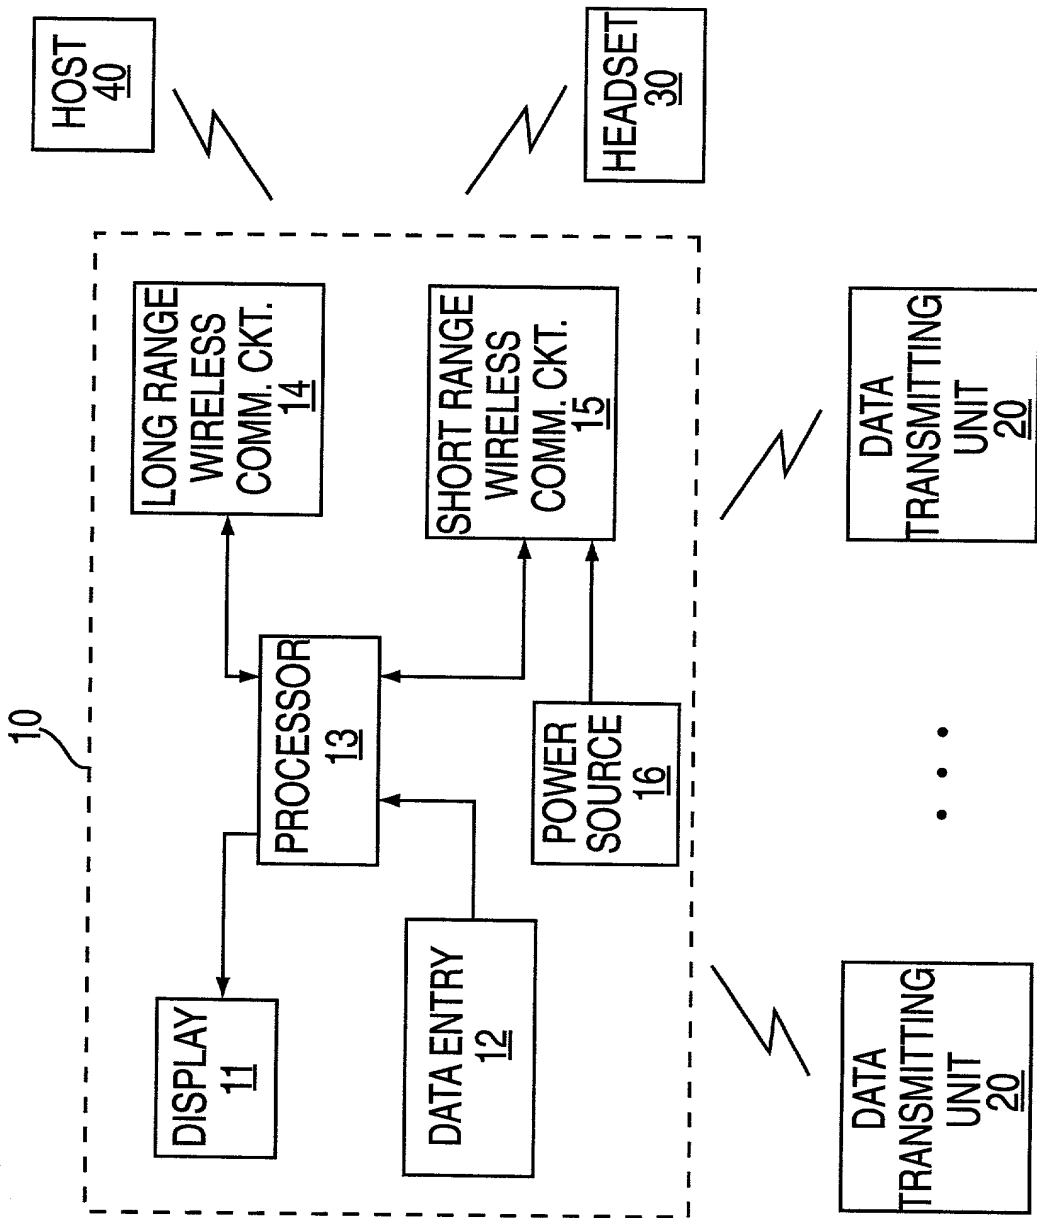 10
HOST
40
LONG RANGE
WIRELESS
COMM. CKT.
14
DISPLAY
11
PROCESSOR
13
SHORT RANGE
WIRELESS
COMM. CKT.
15
DATA ENTRY
12
POWER
SOURCE
16
HEADSET
30
DATA
TRANSMITTING
UNIT
20
DATA
TRANSMITTING
UNIT
20